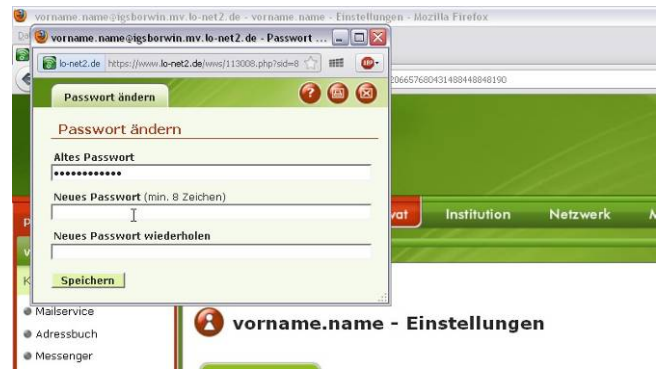 vorname.name@igsborwin.mv.lo-net2.de - vorname.name - Einstellungen - Mozilla Firefox
vorname.name@igsborwin.mv.lo-net2.de - Passwort ...
lo-net2.de https://www.lo-net2.de/wws/113008.php?sid=8
206657680431488448848190
Passwort ändern
Passwort ändern
Altes Passwort
••••••••••••
Neues Passwort (min. 8 Zeichen)
vat Institution Netzwerk
Neues Passwort wiederholen
Speichern
Mailservice
vorname.name - Einstellungen
Adressbuch
Messenger